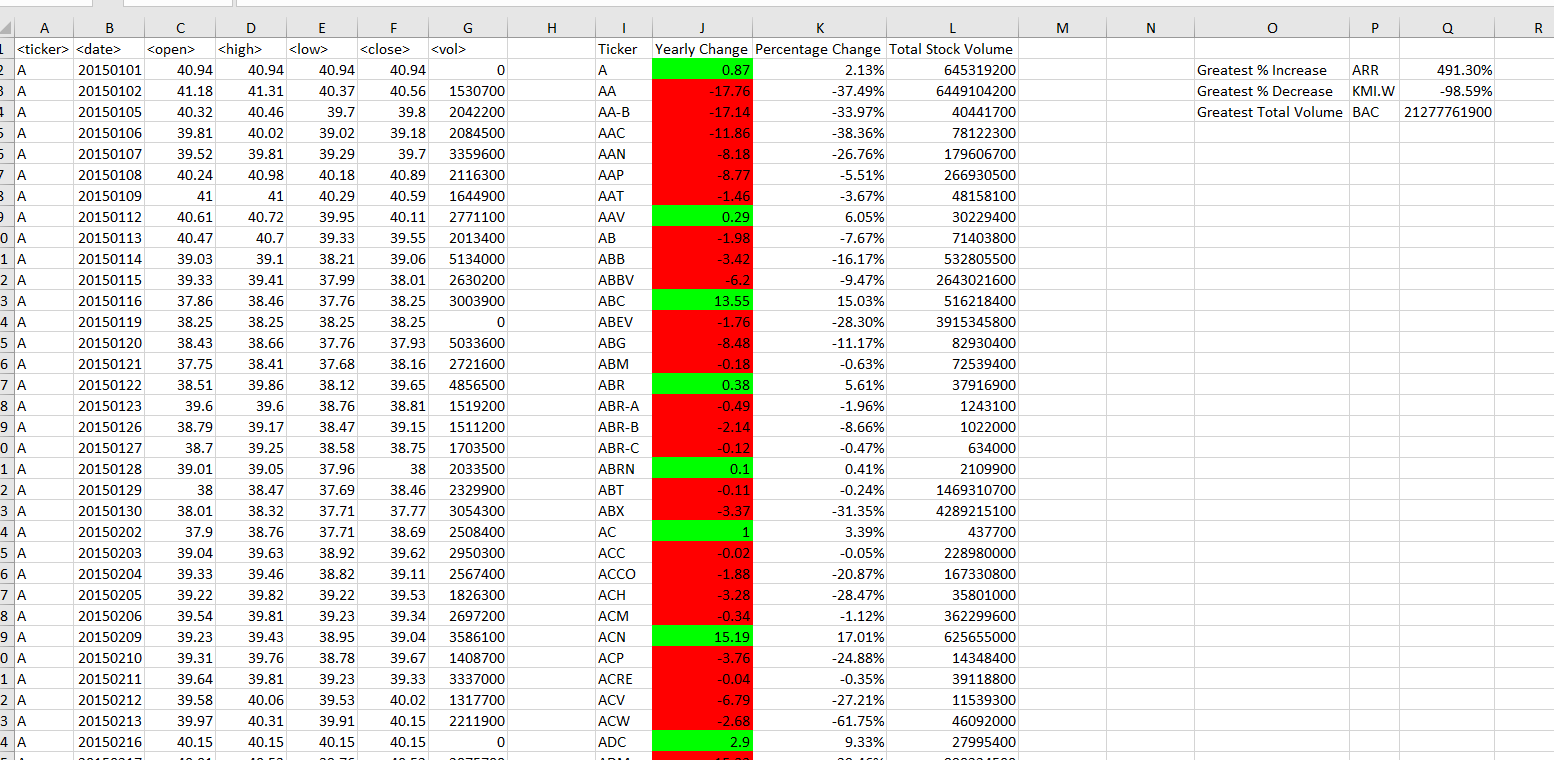 A B C D E F G H I J K L M N O P Q R
1 <ticker> <date> <open> <high> <low> <close> <vol> Ticker Yearly Change Percentage Change Total Stock Volume
2 A 20150101 40.94 40.94 40.94 40.94 0 A 0.87 2.13% 645319200 Greatest % Increase ARR 491.30%
3 A 20150102 41.18 41.31 40.37 40.56 1530700 AA -17.76 -37.49% 6449104200 Greatest % Decrease KMI.W -98.59%
4 A 20150105 40.32 40.46 39.7 39.8 2042200 AA-B -17.14 -33.97% 40441700 Greatest Total Volume BAC 21277761900
5 A 20150106 39.81 40.02 39.02 39.18 2084500 AAC -11.86 -38.36% 78122300
6 A 20150107 39.52 39.81 39.29 39.7 3359600 AAN -8.18 -26.76% 179606700
7 A 20150108 40.24 40.98 40.18 40.89 2116300 AAP -8.77 -5.51% 266930500
8 A 20150109 41 41 40.29 40.59 1644900 AAT -1.46 -3.67% 48158100
9 A 20150112 40.61 40.72 39.95 40.11 2771100 AAV 0.29 6.05% 30229400
0 A 20150113 40.47 40.7 39.33 39.55 2013400 AB -1.98 -7.67% 71403800
1 A 20150114 39.03 39.1 38.21 39.06 5134000 ABB -3.42 -16.17% 532805500
2 A 20150115 39.33 39.41 37.99 38.01 2630200 ABBV -6.2 -9.47% 2643021600
3 A 20150116 37.86 38.46 37.76 38.25 3003900 ABC 13.55 15.03% 516218400
4 A 20150119 38.25 38.25 38.25 38.25 0 ABEV -1.76 -28.30% 3915345800
5 A 20150120 38.43 38.66 37.76 37.93 5033600 ABG -8.48 -11.17% 82930400
6 A 20150121 37.75 38.41 37.68 38.16 2721600 ABM -0.18 -0.63% 72539400
7 A 20150122 38.51 39.86 38.12 39.65 4856500 ABR 0.38 5.61% 37916900
8 A 20150123 39.6 39.6 38.76 38.81 1519200 ABR-A -0.49 -1.96% 1243100
9 A 20150126 38.79 39.17 38.47 39.15 1511200 ABR-B -2.14 -8.66% 1022000
0 A 20150127 38.7 39.25 38.58 38.75 1703500 ABR-C -0.12 -0.47% 634000
1 A 20150128 39.01 39.05 37.96 38 2033500 ABRN 0.1 0.41% 2109900
2 A 20150129 38 38.47 37.69 38.46 2329900 ABT -0.11 -0.24% 1469310700
3 A 20150130 38.01 38.32 37.71 37.77 3054300 ABX -3.37 -31.35% 4289215100
4 A 20150202 37.9 38.76 37.71 38.69 2508400 AC 1 3.39% 437700
5 A 20150203 39.04 39.63 38.92 39.62 2950300 ACC -0.02 -0.05% 228980000
6 A 20150204 39.33 39.46 38.82 39.11 2567400 ACCO -1.88 -20.87% 167330800
7 A 20150205 39.22 39.82 39.22 39.53 1826300 ACH -3.28 -28.47% 35801000
8 A 20150206 39.54 39.81 39.23 39.34 2697200 ACM -0.34 -1.12% 362299600
9 A 20150209 39.23 39.43 38.95 39.04 3586100 ACN 15.19 17.01% 625655000
0 A 20150210 39.31 39.76 38.78 39.67 1408700 ACP -3.76 -24.88% 14348400
1 A 20150211 39.64 39.81 39.23 39.33 3337000 ACRE -0.04 -0.35% 39118800
2 A 20150212 39.58 40.06 39.53 40.02 1317700 ACV -6.79 -27.21% 11539300
3 A 20150213 39.97 40.31 39.91 40.15 2211900 ACW -2.68 -61.75% 46092000
4 A 20150216 40.15 40.15 40.15 40.15 0 ADC 2.9 9.33% 27995400